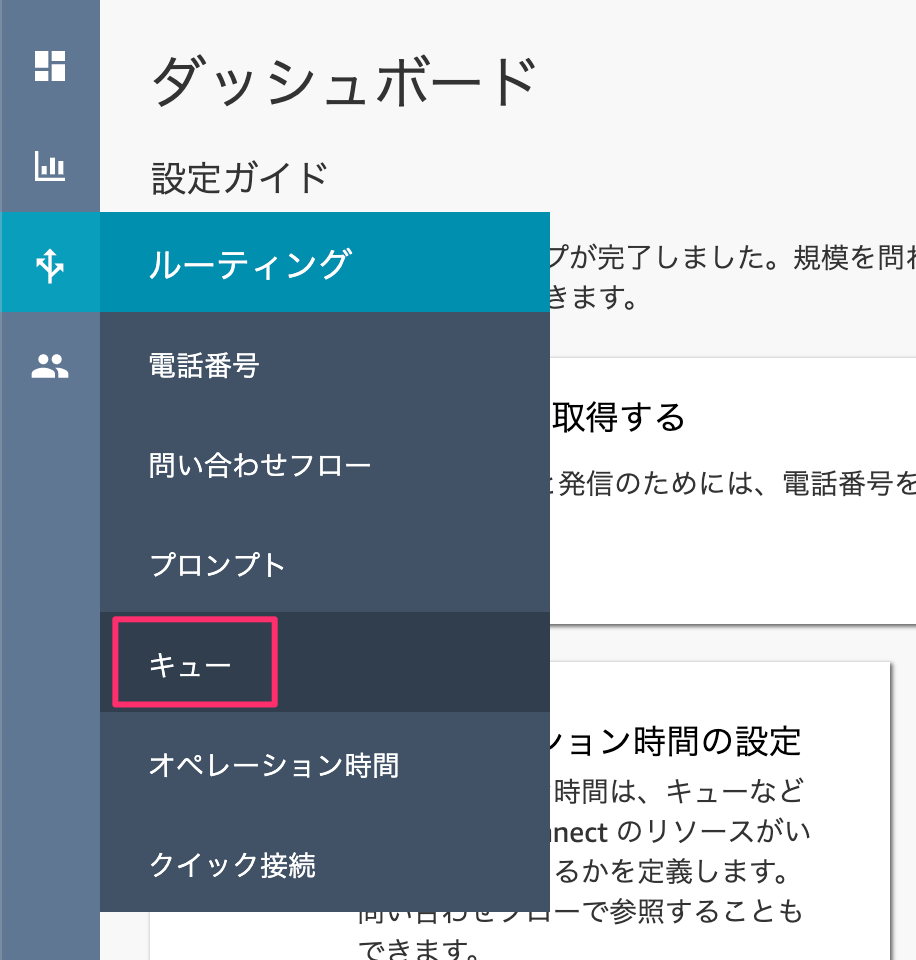 ダッシュボード
設定ガイド
ルーティング
プが完了しました。規模を問わ
きます。
電話番号
取得する
問い合わせフロー
と発信のためには、電話番号を
プロンプト
キュー
ション時間の設定
オペレーション時間
時間は、キューなど
nnect のリソースがい
クイック接続
るかを定義します。
問い合わせフローで参照することも
できます。